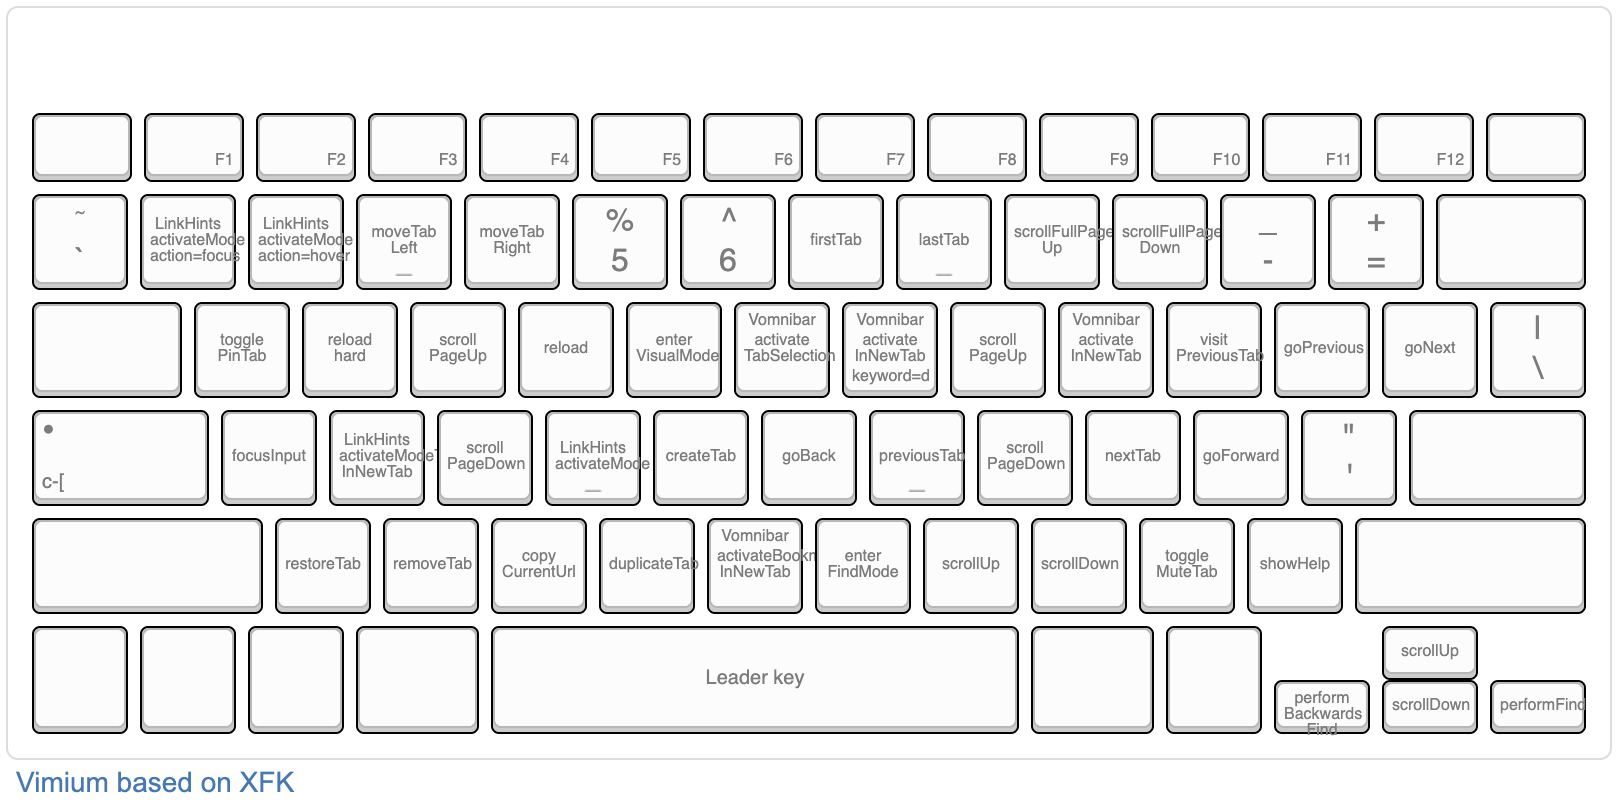 F1
F2
F3
F4
F5
F6
F7
F8
F9
F10
F11
F12
~
`
LinkHints
activateMode
action=focus
LinkHints
activateMode
action=hover
moveTab
Left
_
moveTab
Right
%
5
^
6
firstTab
lastTab
_
scrollFullPage
Up
scrollFullPage
Down
_
-
+
=
toggle
PinTab
reload
hard
scroll
PageUp
reload
enter
VisualMode
Vomnibar
activate
TabSelection
Vomnibar
activate
InNewTab
keyword=d
scroll
PageUp
Vomnibar
activate
InNewTab
visit
PreviousTab
goPrevious
goNext
|
\
•
c-[
focusInput
LinkHints
activateMode
InNewTab
scroll
PageDown
LinkHints
activateMode
_
createTab
goBack
previousTab
_
scroll
PageDown
nextTab
goForward
"
'
restoreTab
removeTab
copy
CurrentUrl
duplicateTab
Vomnibar
activateBookm
InNewTab
enter
FindMode
scrollUp
scrollDown
toggle
MuteTab
showHelp
Leader key
scrollUp
perform
Backwards
Find
scrollDown
performFind
Vimium based on XFK